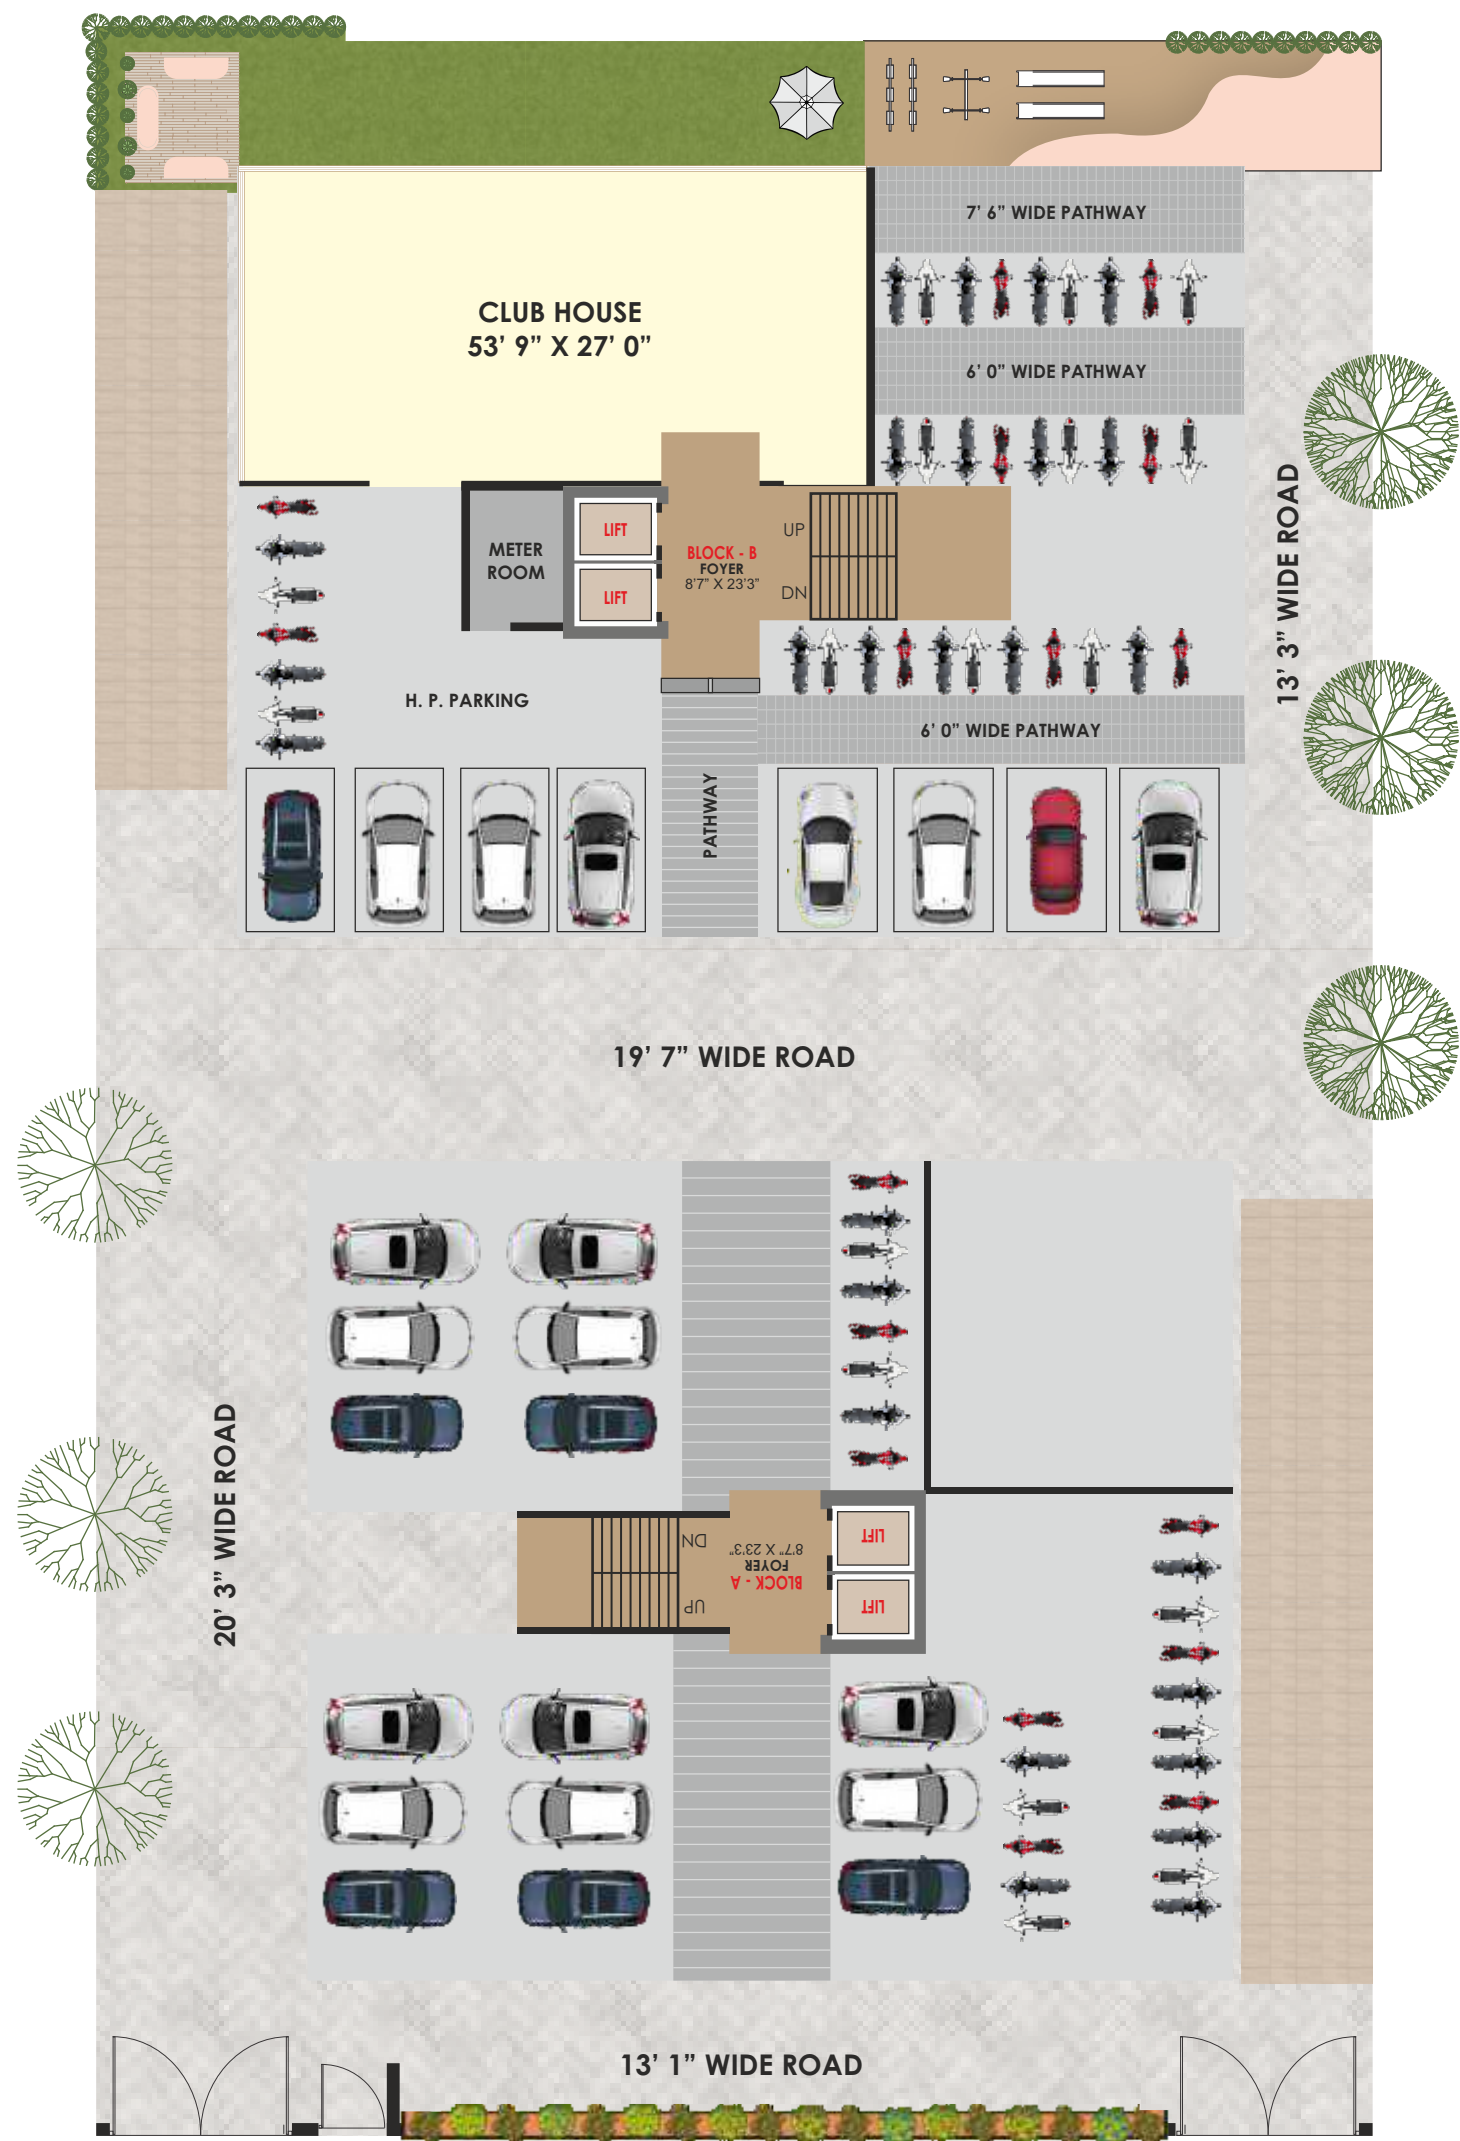 7’ 6” WIDE PATHWAY
CLUB HOUSE
53’ 9” X 27’ 0”
6’ 0” WIDE PATHWAY
13’ 3” WIDE ROAD
METER
ROOM
LIFT
LIFT
BLOCK - B
FOYER
8’7” X 23’3”
UP
DN
H. P. PARKING
6’ 0” WIDE PATHWAY
PATHWAY
19’ 7” WIDE ROAD
20’ 3” WIDE ROAD
DN
UP
BLOCK - A
FOYER
8’7” X 23’3”
LIFT
LIFT
13’ 1” WIDE ROAD